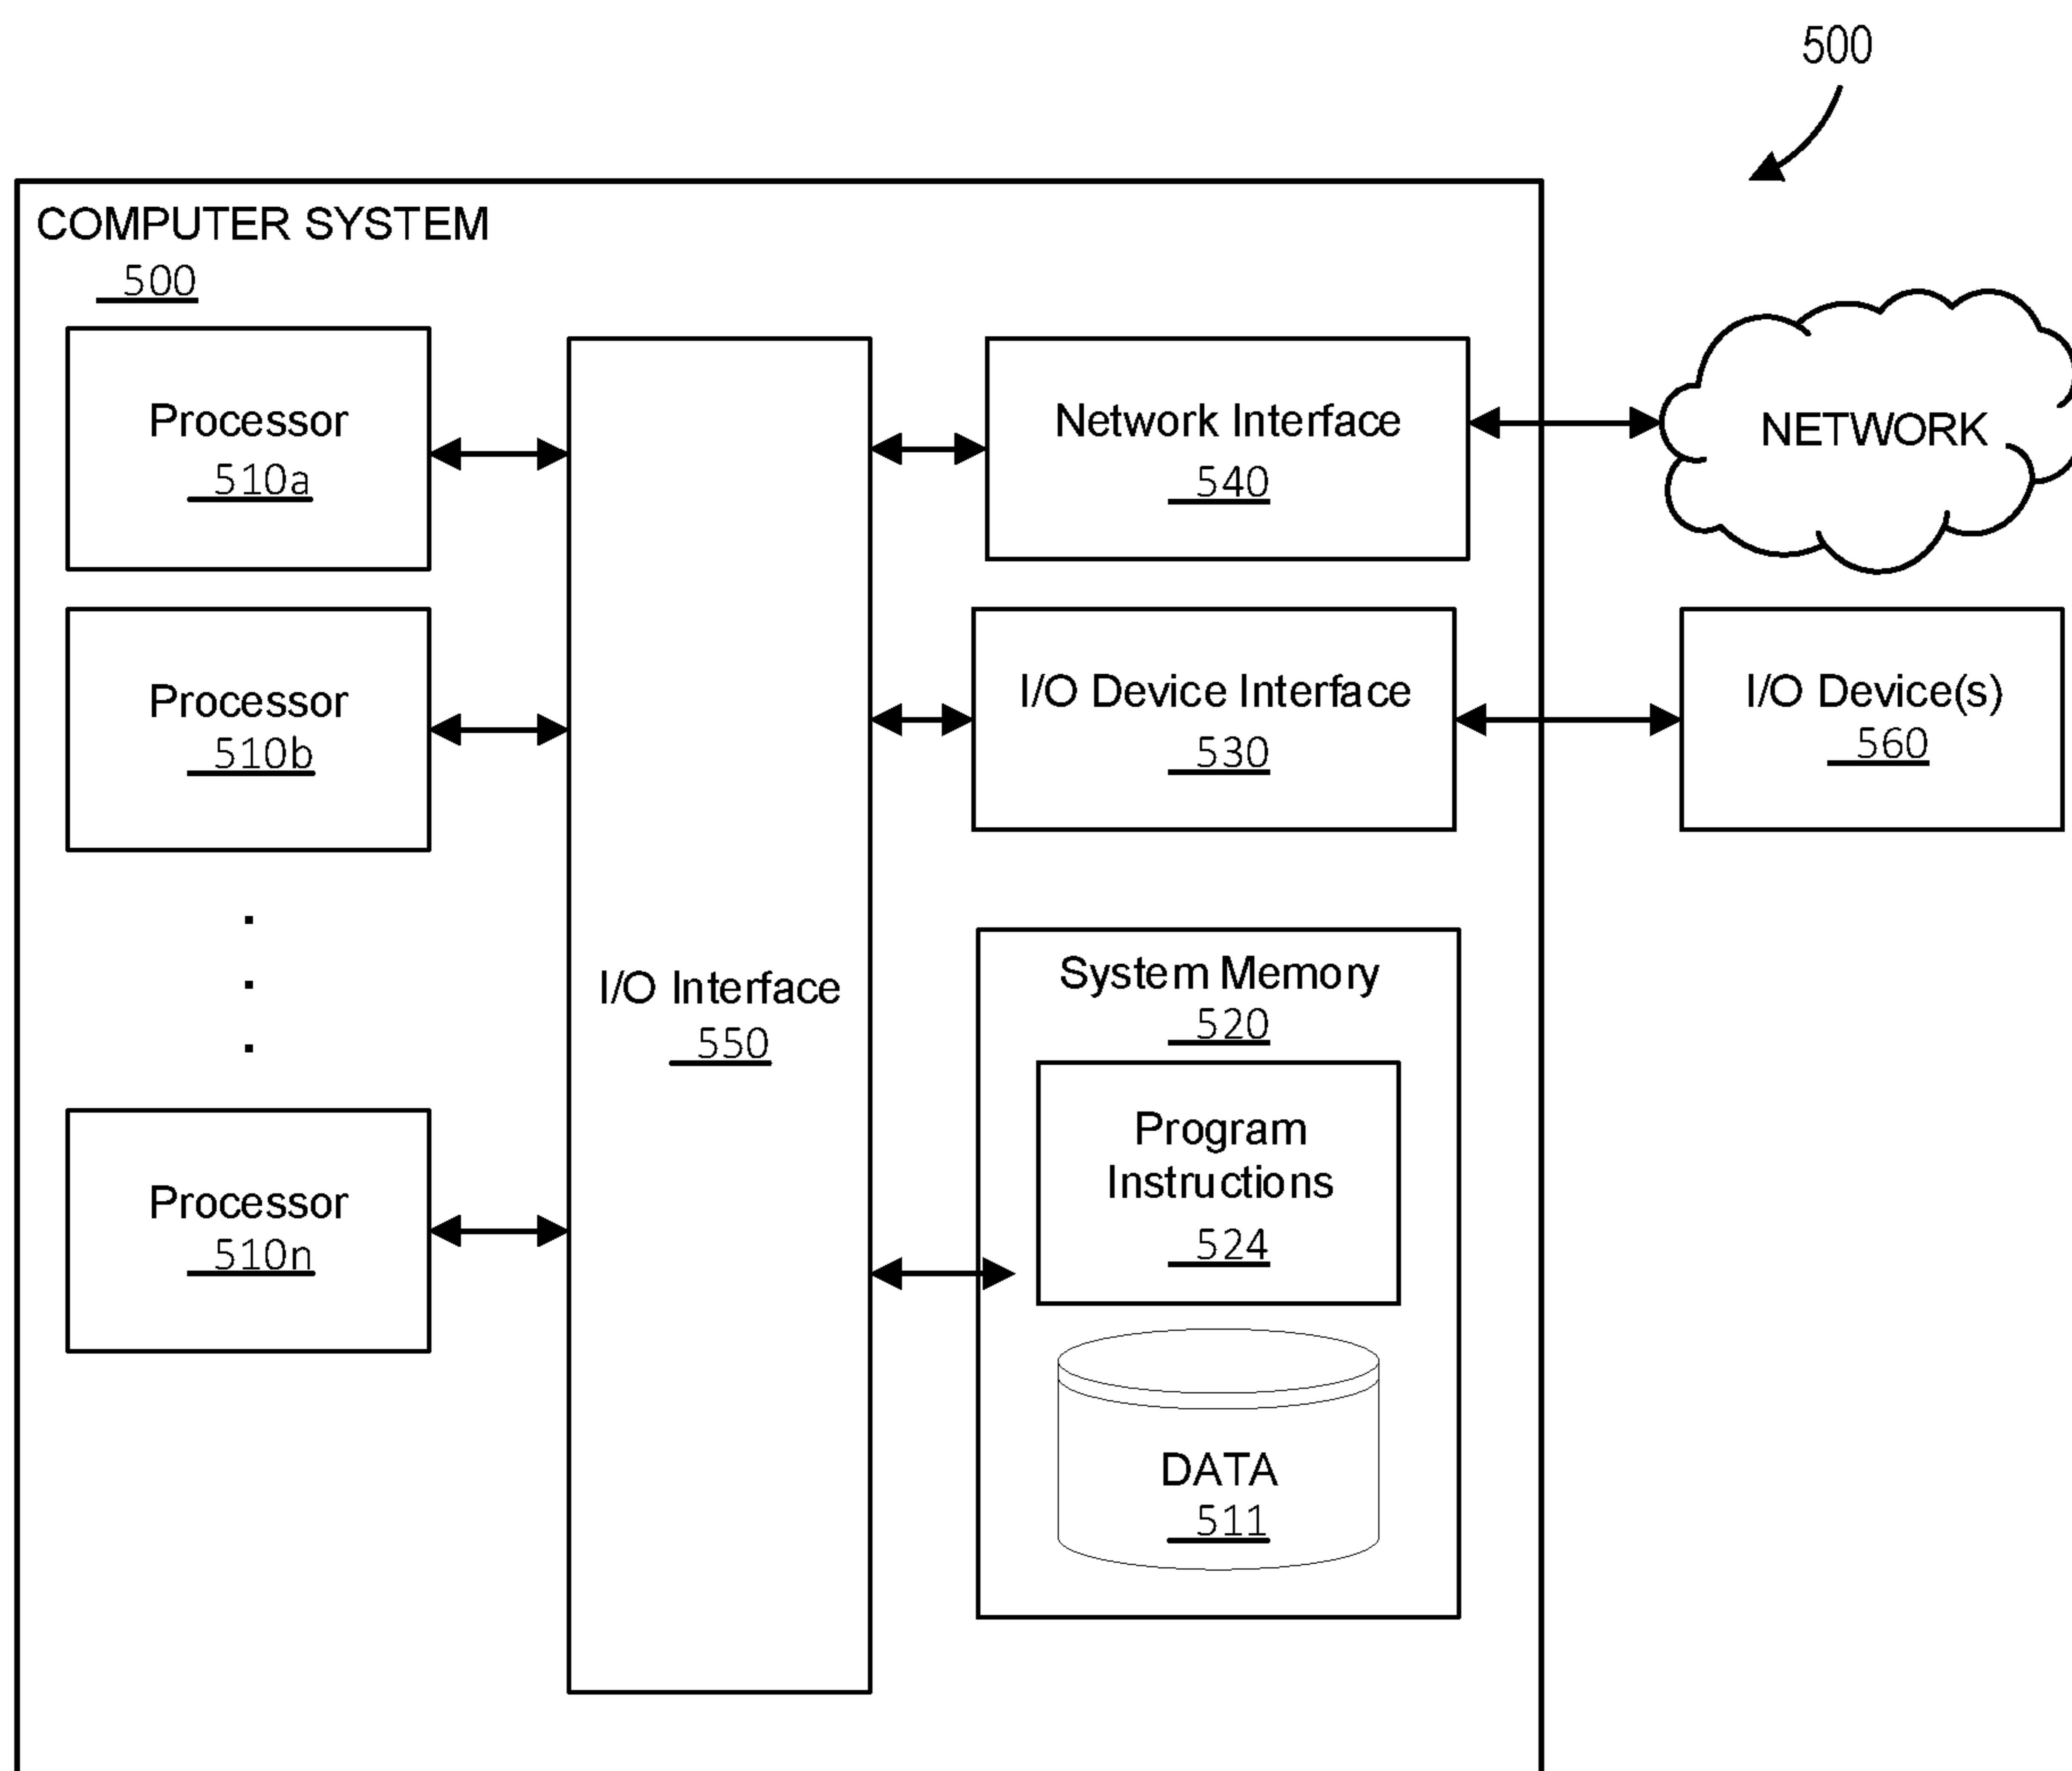 500
COMPUTER SYSTEM
500
Processor
510a
Processor
510b
Processor
510n
I/O Interface
550
Network Interface
540
I/O Device Interface
530
System Memory
520
Program
Instructions
524
DATA
511
NETWORK
I/O Device(s)
560